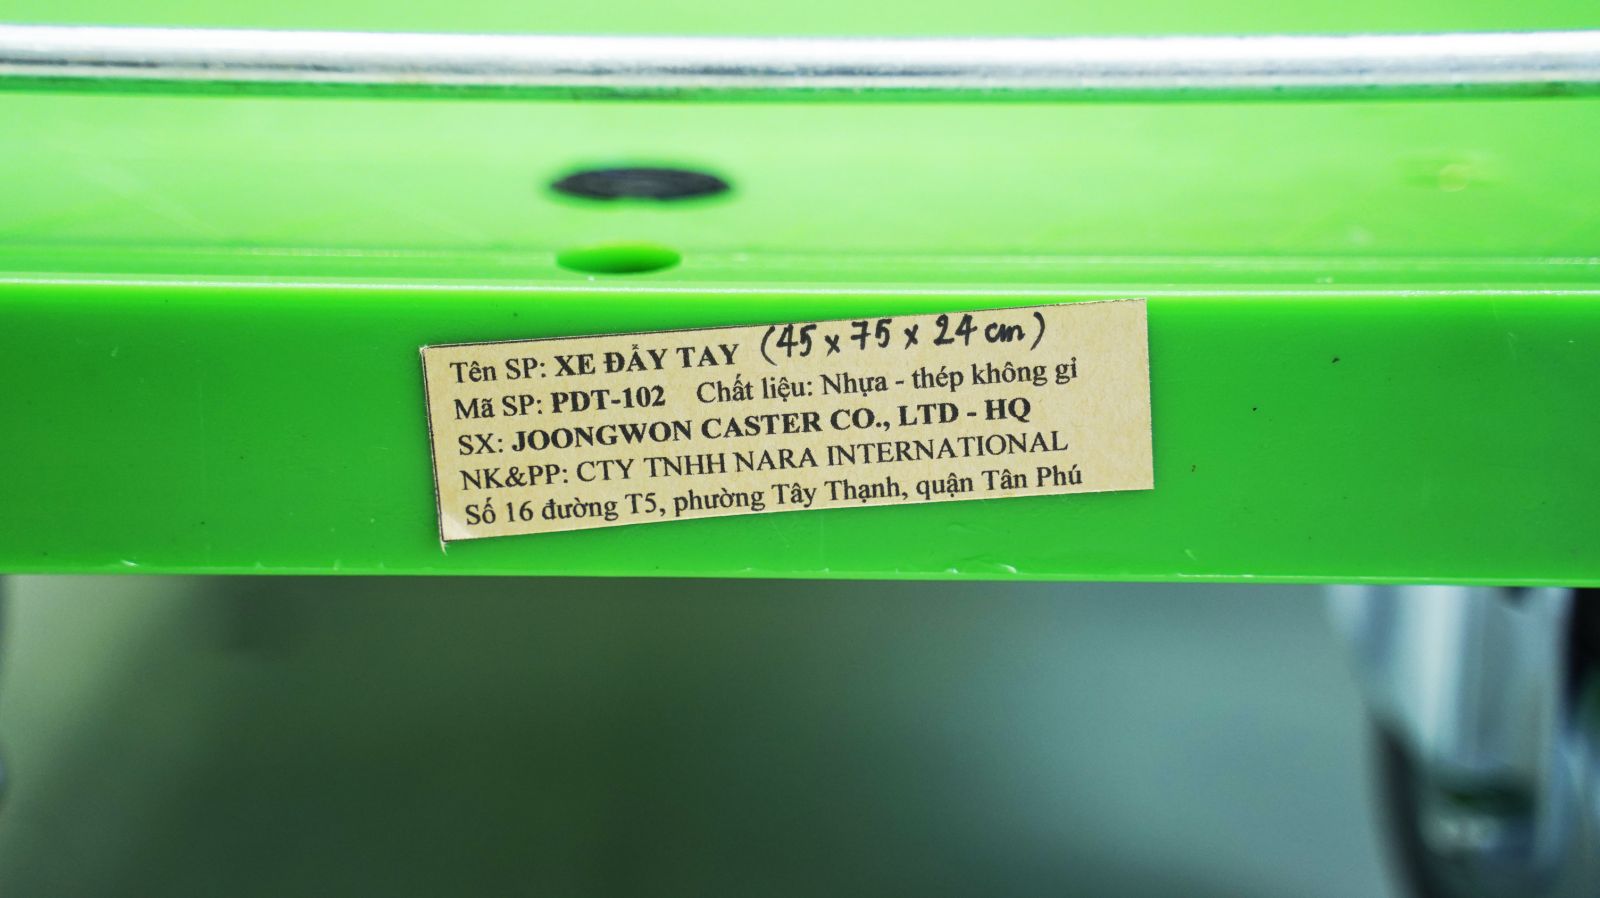 Tên SP: XE ĐẨY TAY (45 x 75 x 24 cm)
Mã SP: PDT-102 Chất liệu: Nhựa - thép không gỉ
SX: JOONGWON CASTER CO., LTD - HQ
NK&PP: CTY TNHH NARA INTERNATIONAL
Số 16 đường T5, phường Tây Thạnh, quận Tân Phú